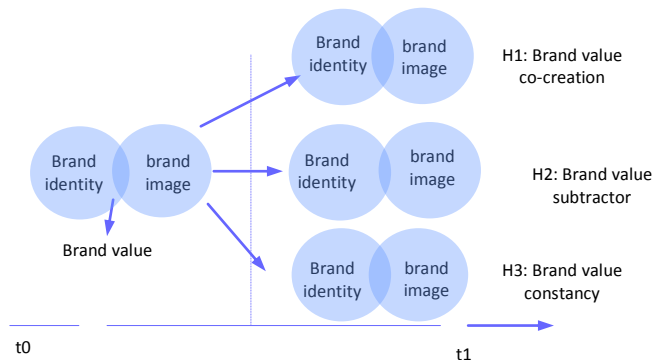 Brand
identity
brand
image
H1: Brand value
co-creation
Brand
identity
brand
image
Brand value
Brand
identity
brand
image
H2: Brand value
subtractor
Brand
identity
brand
image
H3: Brand value
constancy
t0
t1